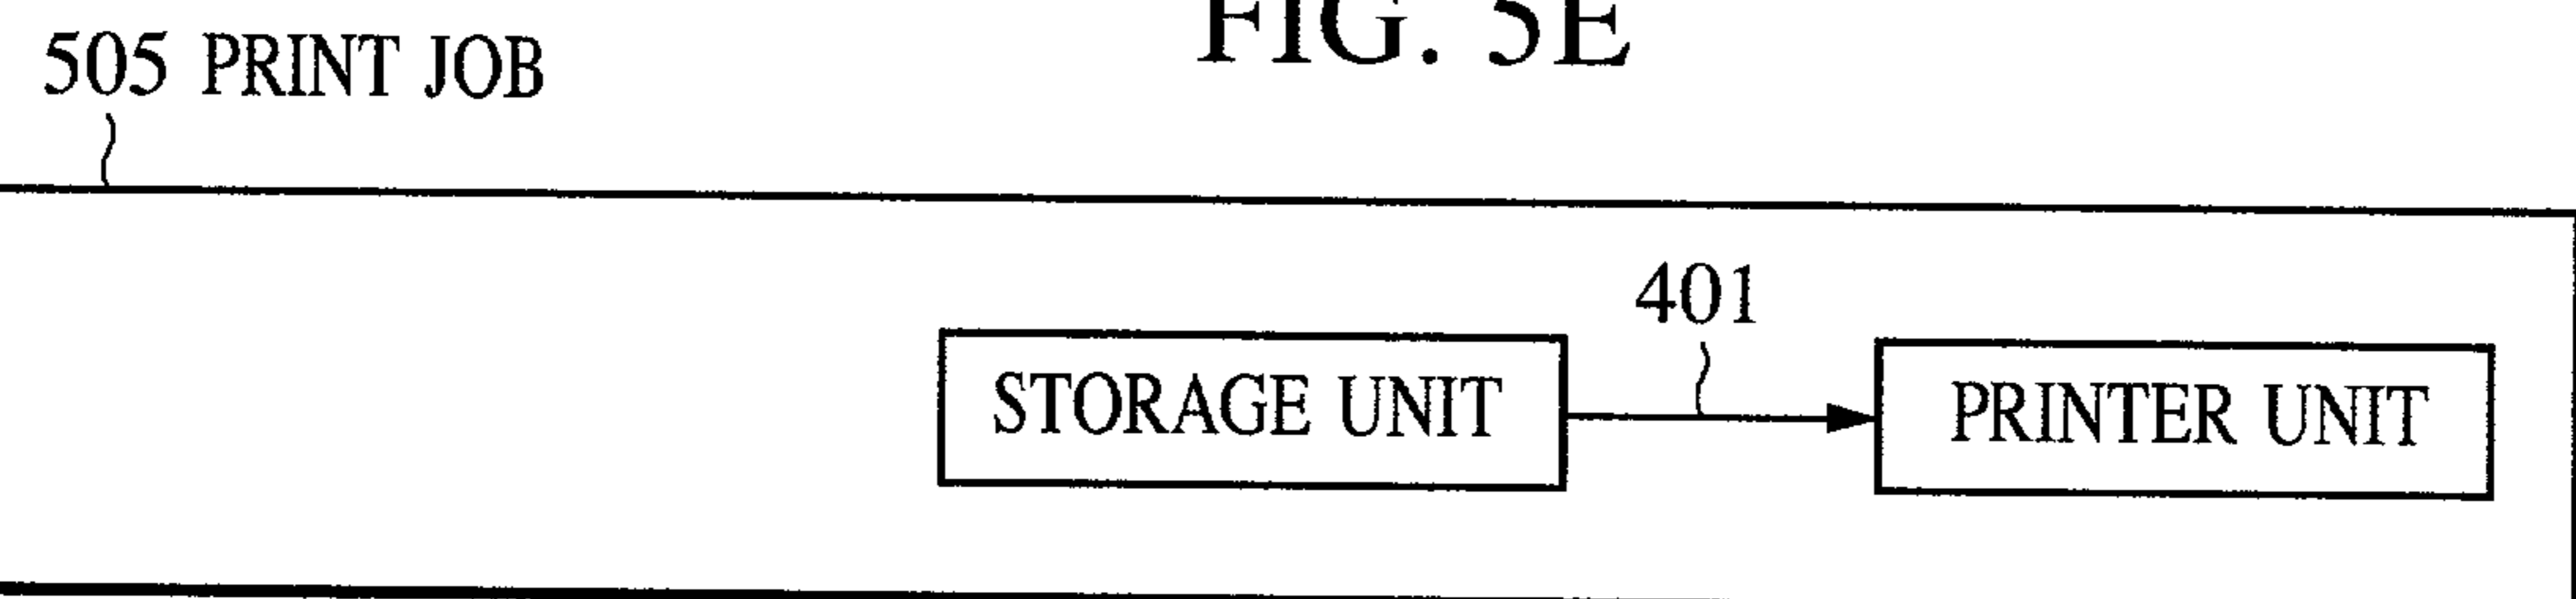 FIG. 5E
505 PRINT JOB
401
STORAGE UNIT
PRINTER UNIT